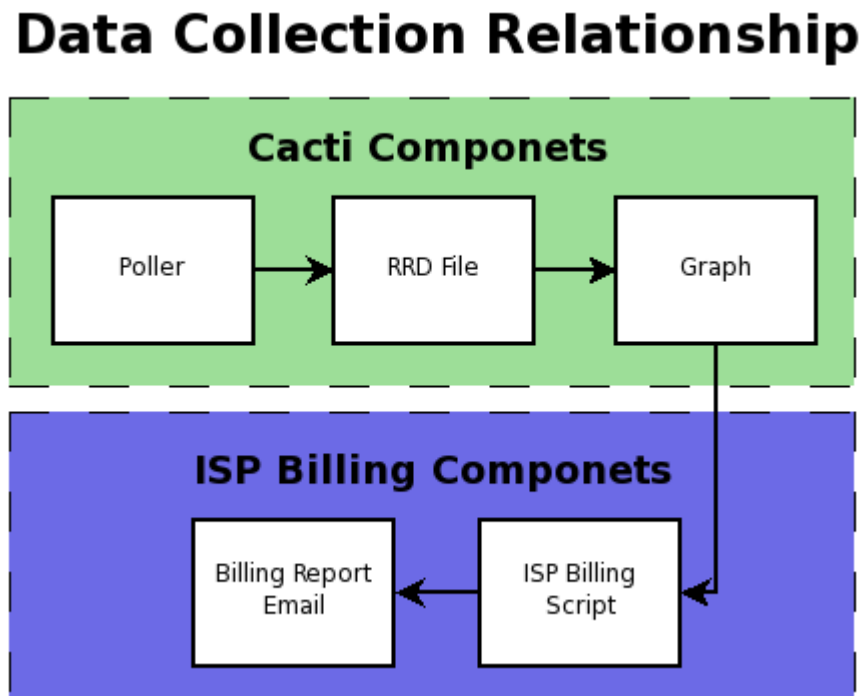 Data Collection Relationship
Cacti Componets
Poller
RRD File
Graph
ISP Billing Componets
Billing Report
Email
ISP Billing
Script